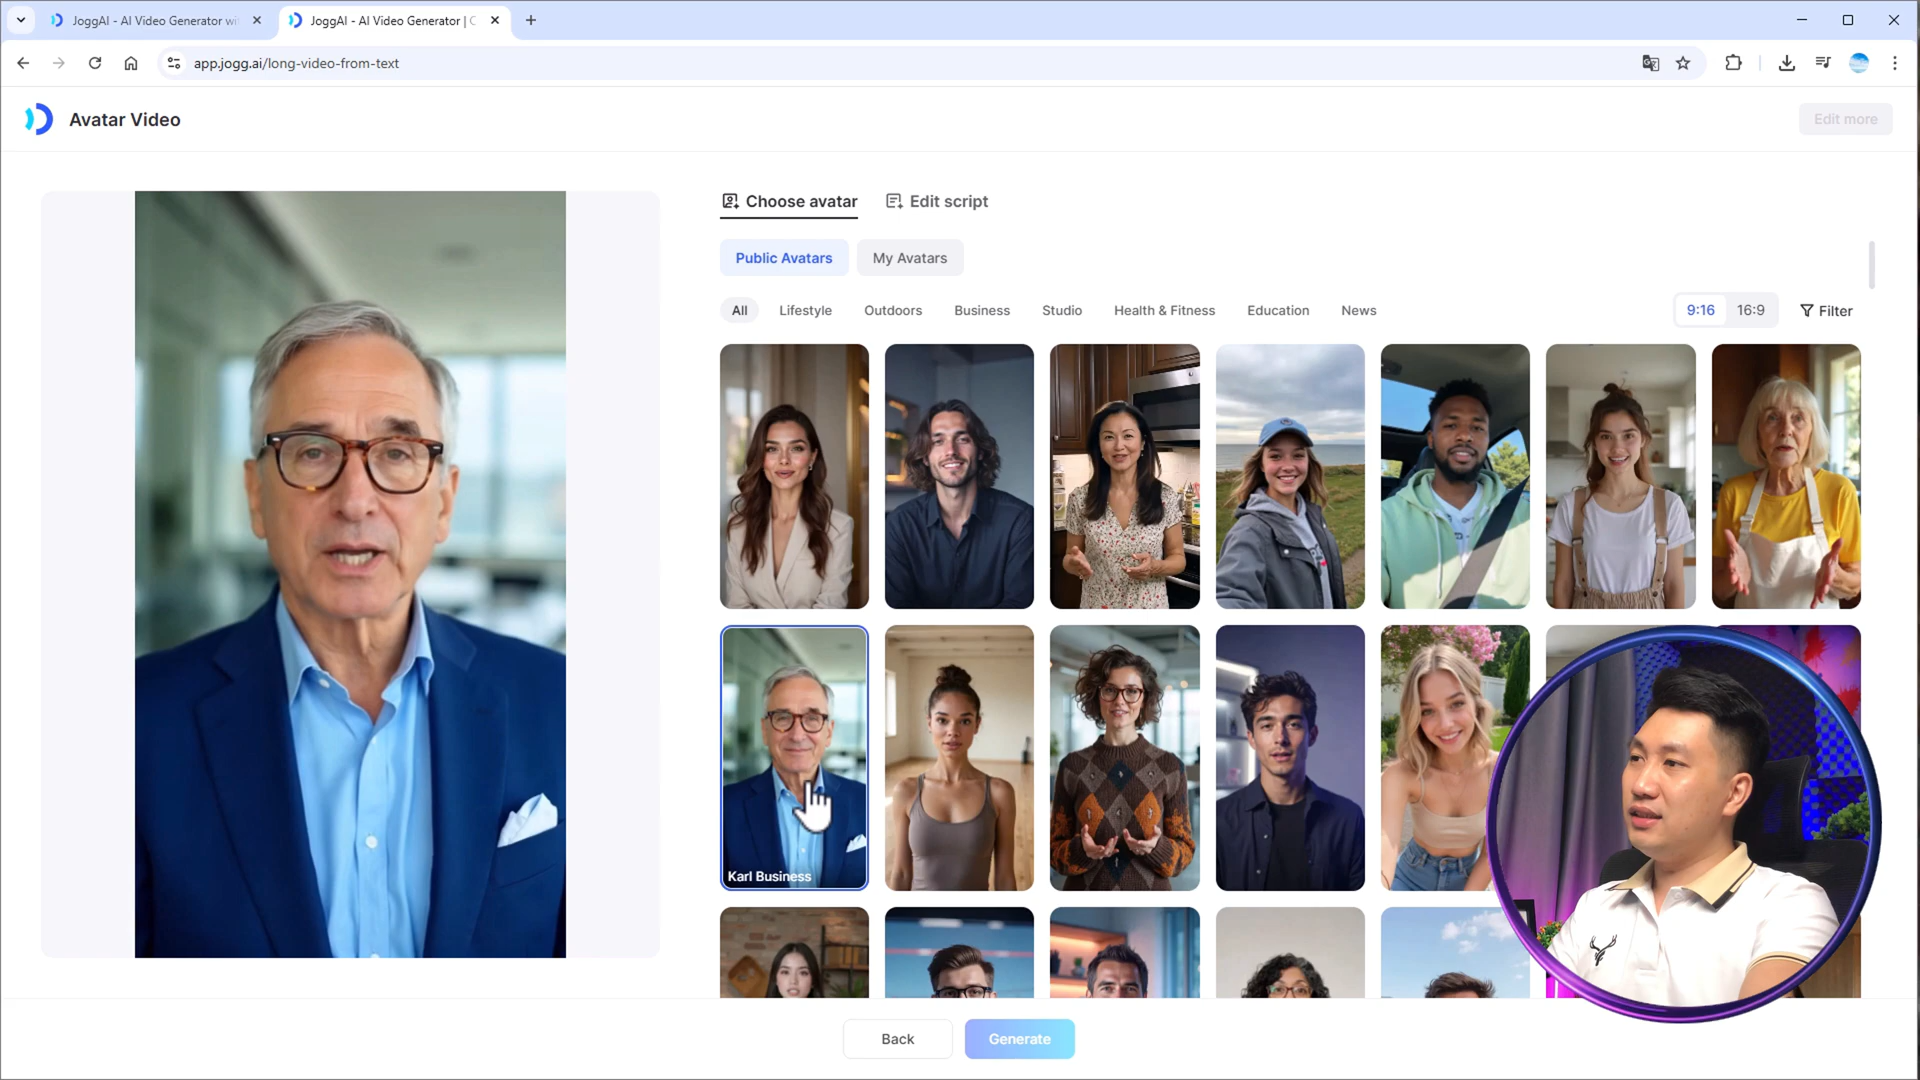 JoggAI - AI Video Generator wi
JoggAI - AI Video Generator | C
app.jogg.ai/long-video-from-text
Avatar Video
Edit more
Choose avatar
Edit script
Public Avatars
My Avatars
All
Lifestyle
Outdoors
Business
Studio
Health & Fitness
Education
News
9:16
16:9
Filter
Karl Business
Back
Generate